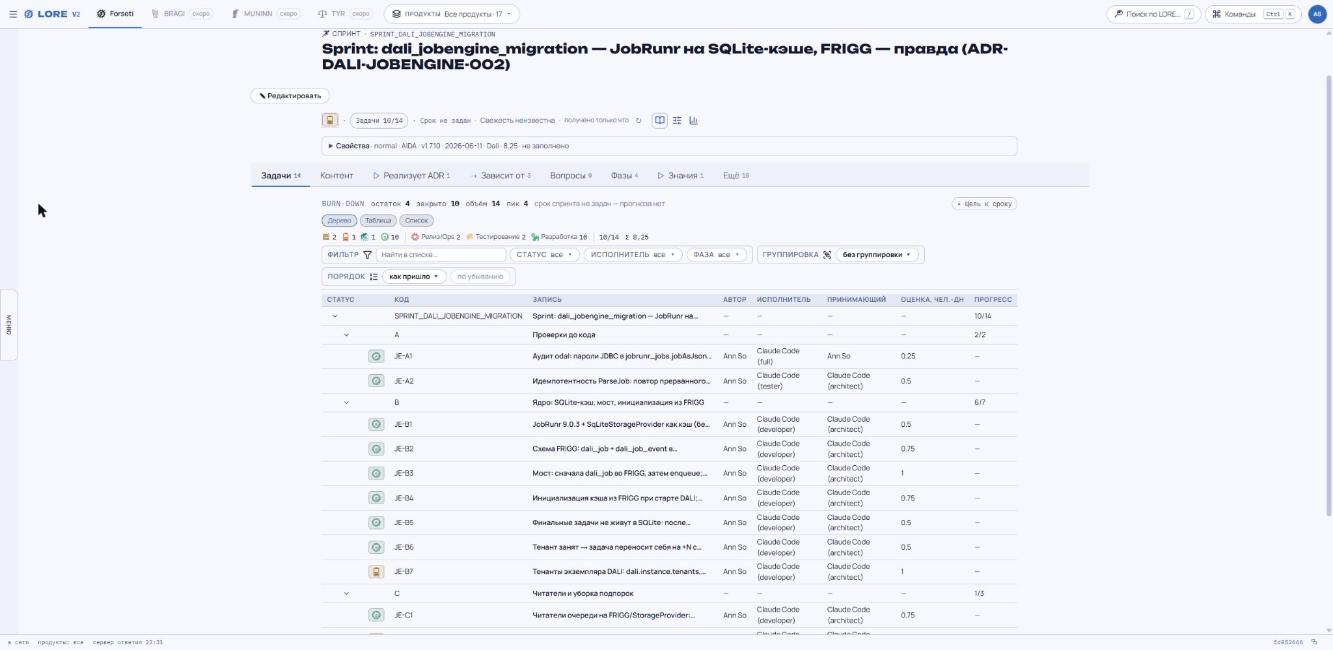 LORE V2 Forseti BRAGI скоро MUNINN скоро TYR скоро ПРОДУКТЫ Все продукты · 17 Поиск по LORE... / Команды Ctrl K AS
СПРИНТ · SPRINT_DALI_JOBENGINE_MIGRATION
Sprint: dali_jobengine_migration — JobRunr на SQLite-кэше, FRIGG — правда (ADR-
DALI-JOBENGINE-002)
Редактировать
· Задачи 10/14 · Срок не задан · Свежесть неизвестна · получено только что
Свойства · normal · AIDA · v1.7.10 · 2026-06-11 · Dali · 8.25 · не заполнено
Задачи 14 Контент Реализует ADR 1 Зависит от 3 Вопросы 0 Фазы 4 Знания 1 Ещё 10
BURN-DOWN остаток 4 закрыто 10 объём 14 пик 4 срок спринта не задан — прогноза нет Цель к сроку
Дерево Таблица Список
2 1 1 10 Релиз/Ops 2 Тестирование 2 Разработка 10 10/14 Σ 8,25
ФИЛЬТР Найти в списке... СТАТУС все ИСПОЛНИТЕЛЬ все ФАЗА все ГРУППИРОВКА без группировки
ПОРЯДОК как пришло по убыванию
СТАТУС КОД ЗАПИСЬ АВТОР ИСПОЛНИТЕЛЬ ПРИНИМАЮЩИЙ ОЦЕНКА, ЧЕЛ.-ДН ПРОГРЕСС
SPRINT_DALI_JOBENGINE_MIGRATION Sprint: dali_jobengine_migration — JobRunr на... — — — — 10/14
A Проверки до кода — — — — 2/2
JE-A1 Аудит odal: пароли JDBC в jobrunr_jobs.jobAsJson... Ann So Claude Code (full) Ann So 0.25 —
JE-A2 Идемпотентность ParseJob: повтор прерванного... Ann So Claude Code (tester) Claude Code (architect) 0.5 —
B Ядро: SQLite-кэш, мост, инициализация из FRIGG — — — — 6/7
JE-B1 JobRunr 9.0.3 + SqLiteStorageProvider как кэш (бе... Ann So Claude Code (developer) Claude Code (architect) 0.5 —
JE-B2 Схема FRIGG: dali_job + dali_job_event в... Ann So Claude Code (developer) Claude Code (architect) 0.75 —
JE-B3 Мост: сначала dali_job во FRIGG, затем enqueue;... Ann So Claude Code (developer) Claude Code (architect) 1 —
JE-B4 Инициализация кэша из FRIGG при старте DALI;... Ann So Claude Code (developer) Claude Code (architect) 0.75 —
JE-B5 Финальные задачи не живут в SQLite: после... Ann So Claude Code (developer) Claude Code (architect) 0.5 —
JE-B6 Тенант занят → задача переносит себя на +N с... Ann So Claude Code (developer) Claude Code (architect) 0.5 —
JE-B7 Тенанты экземпляра DALI: dali.instance.tenants,... Ann So Claude Code (developer) Claude Code (architect) 1 —
C Читатели и уборка подпорок — — — — 1/3
JE-C1 Читатели очереди на FRIGG/StorageProvider:... Ann So Claude Code (developer) Claude Code (architect) 0.75 —
МЕНЮ
в сети продукты: все сервер ответил 22:31